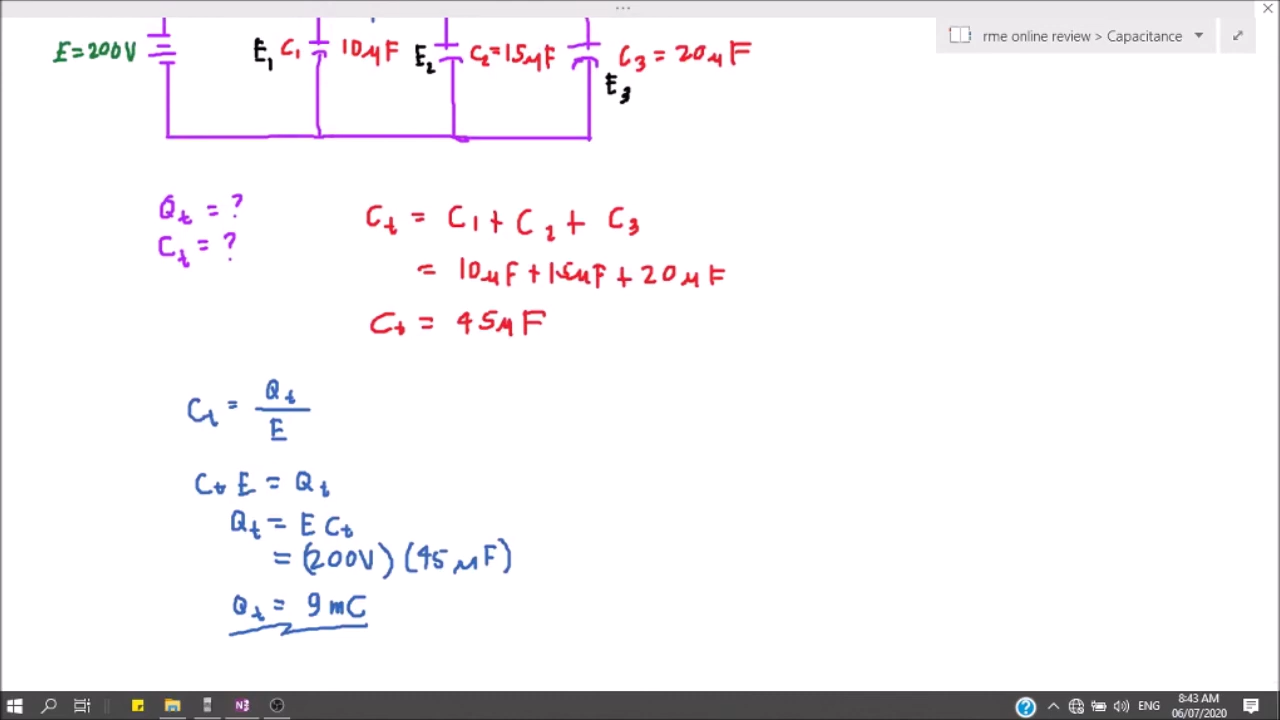 rme online review > Capacitance
E=200V E₁ C₁ 10μF E₂ C₂=15μF C₃ = 20μF
E₃
Qₜ = ?
Cₜ = ?
Cₜ = C₁ + C₂ + C₃
= 10μF + 15μF + 20μF
Cₜ = 45μF
Cₜ = Qₜ
E
Cₜ E = Qₜ
Qₜ = E Cₜ
= (200V) (45μF)
Qₜ = 9mC
ENG
8:43 AM
06/07/2020